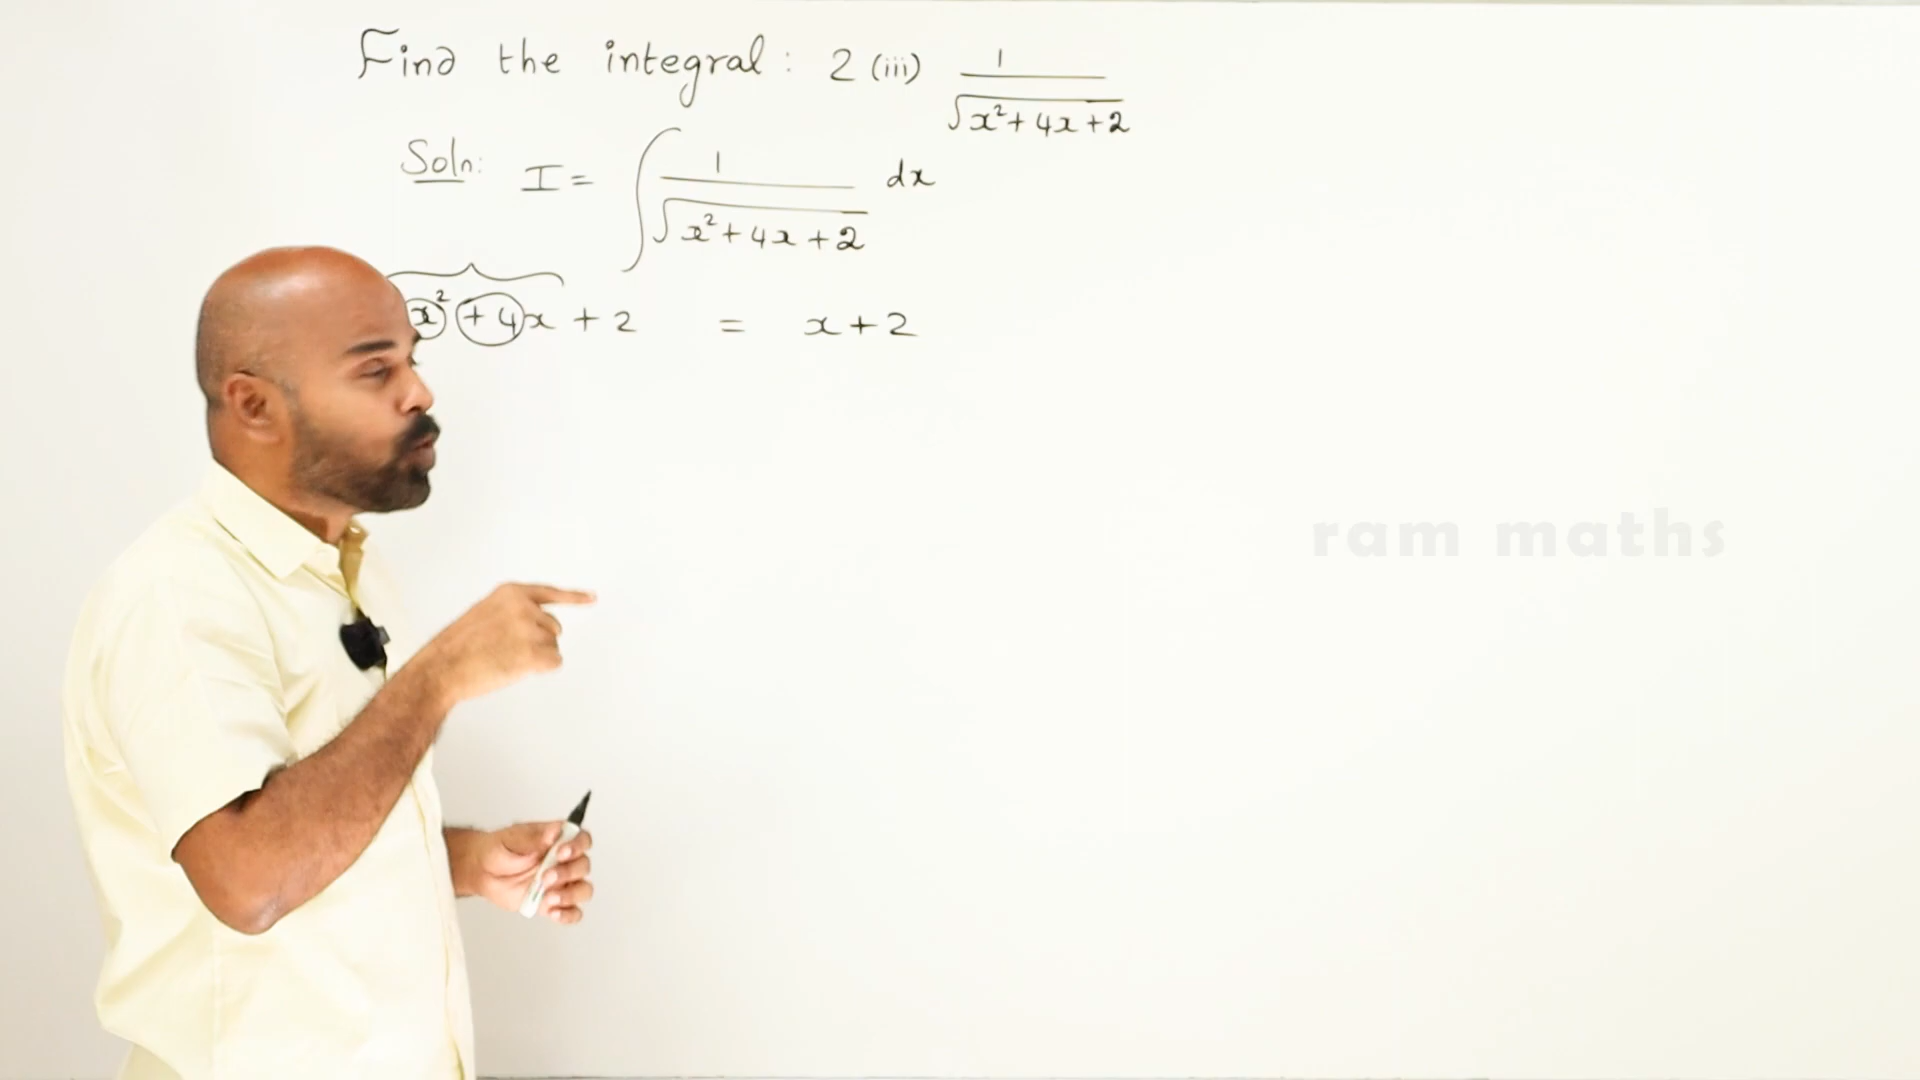 Find the integral : 2 (iii) 1/√(x²+4x+2)
Soln: I = ∫ 1/√(x²+4x+2) dx
x² + 4x + 2 = x + 2
ram maths